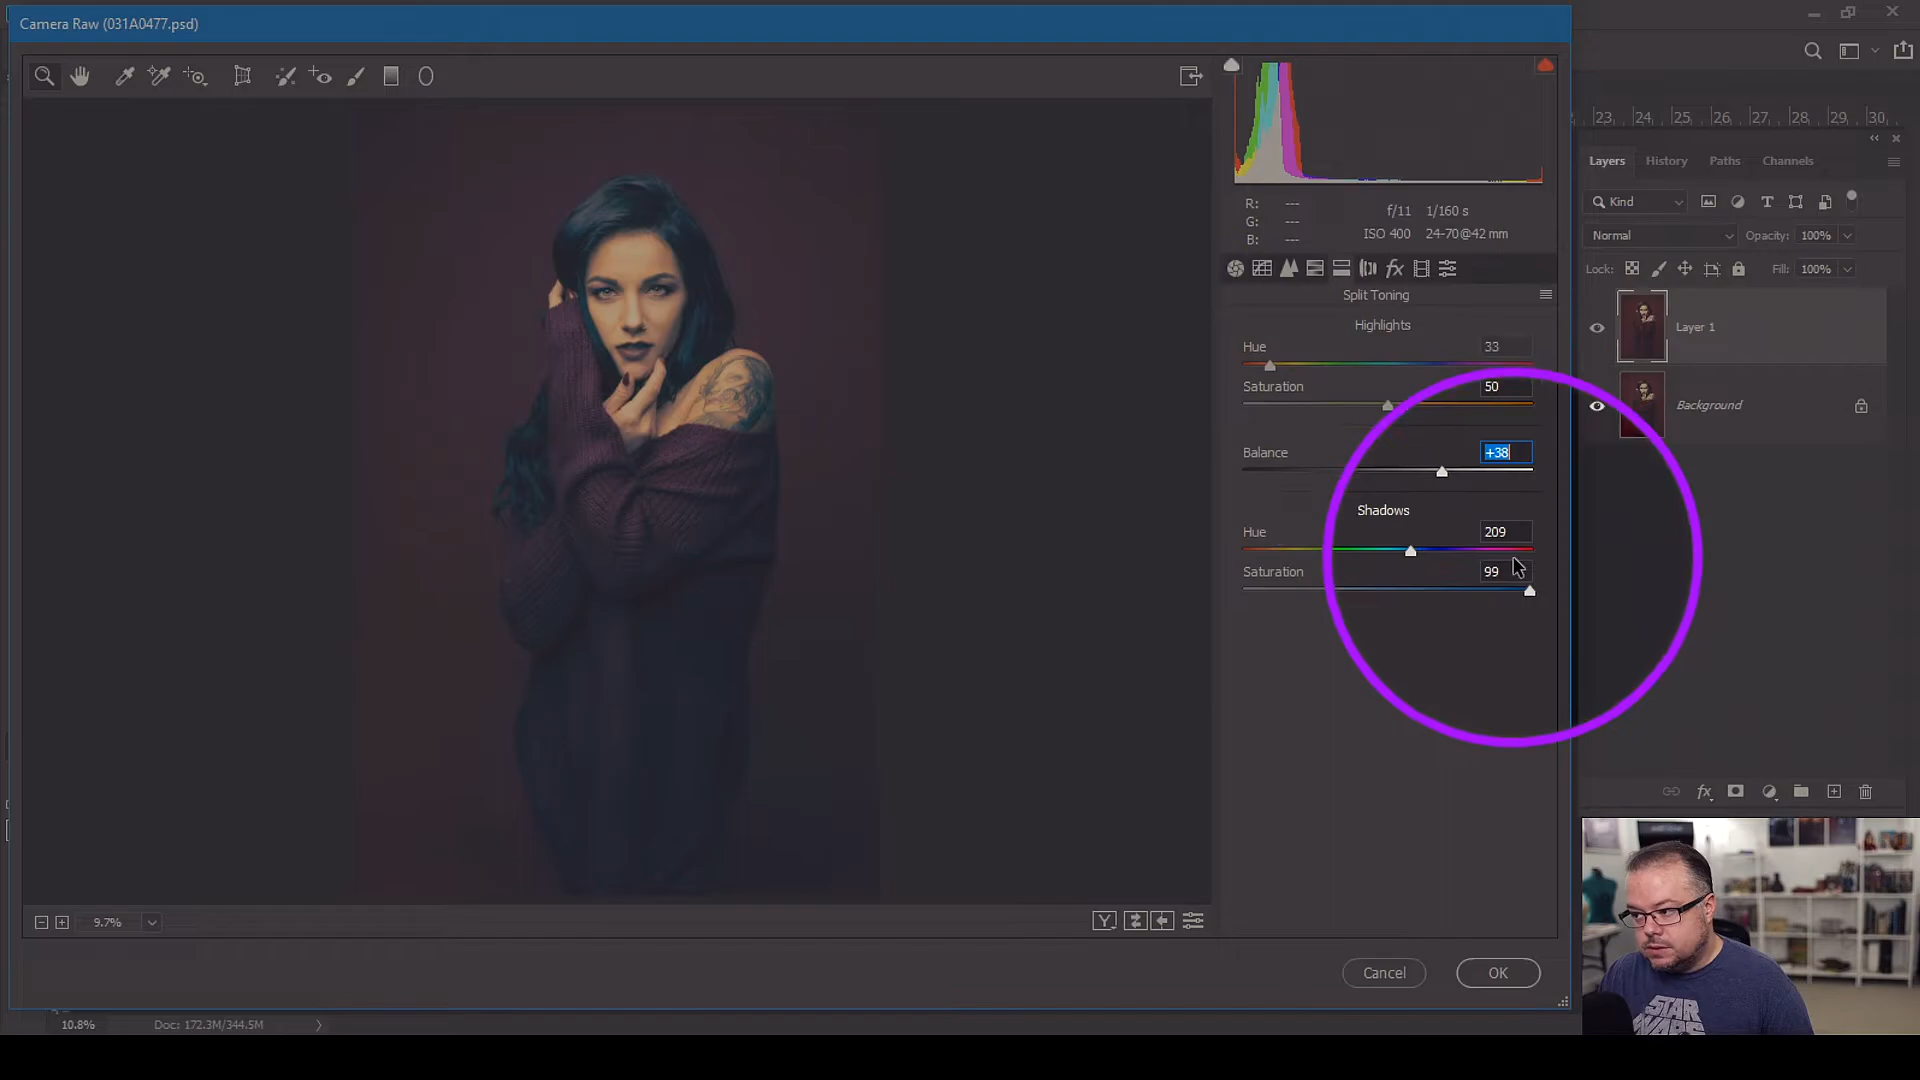 Camera Raw (031A0477.psd)
R: ---
G: ---
B: ---
f/11 1/160 s
ISO 400 24-70@42 mm
fx
Split Toning
Highlights
Hue 33
Saturation 50
Balance +38
Shadows
Hue 209
Saturation 99
9.7%
Y
Cancel OK
10.8% Doc: 172.3M/344.5M
23 24 25 26 27 28 29 30
Layers History Paths Channels
Kind T
Normal Opacity: 100%
Lock: Fill: 100%
Layer 1
Background
fx
STAR